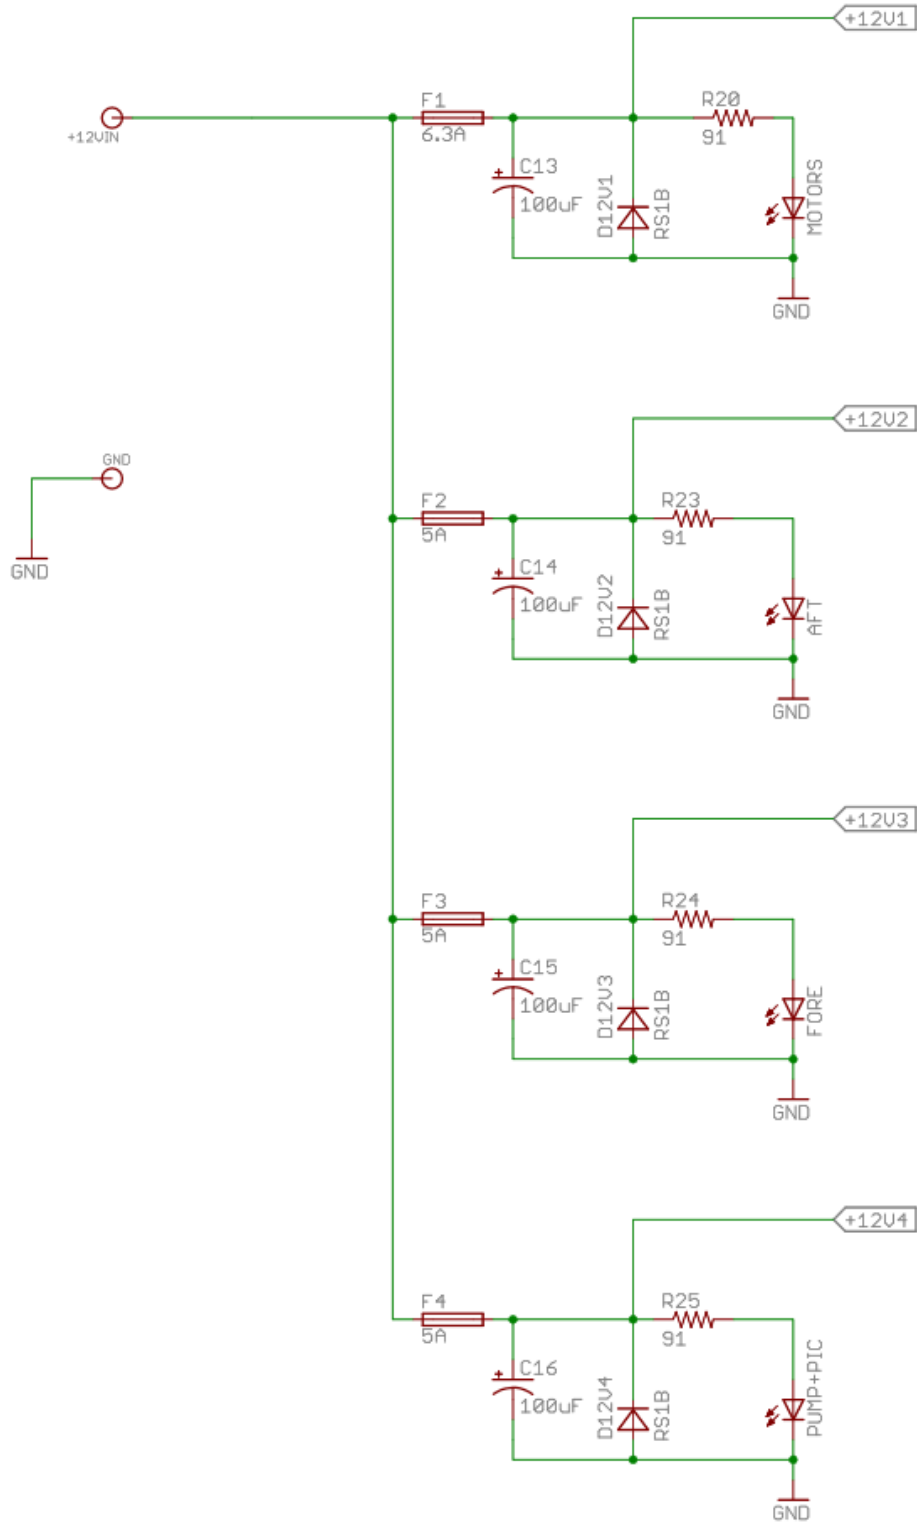 +12V1
F1
6.3A
R20
91
+12VIN
+
C13
100uF
D12V1
RS1B
MOTORS
GND
+12V2
GND
GND
F2
5A
R23
91
+
C14
100uF
D12V2
RS1B
AFT
GND
+12V3
F3
5A
R24
91
+
C15
100uF
D12V3
RS1B
FORE
GND
+12V4
F4
5A
R25
91
+
C16
100uF
D12V4
RS1B
PUMP+PIC
GND